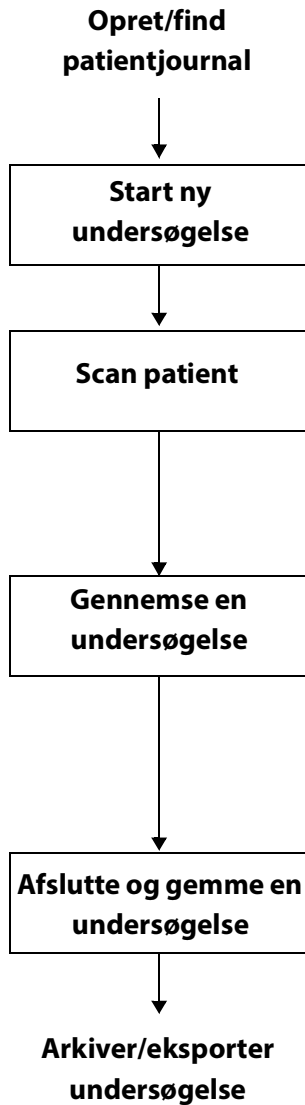 Opret/find
patientjournal
Start ny
undersøgelse
Scan patient
Gennemse en
undersøgelse
Afslutte og gemme en
undersøgelse
Arkiver/eksporter
undersøgelse